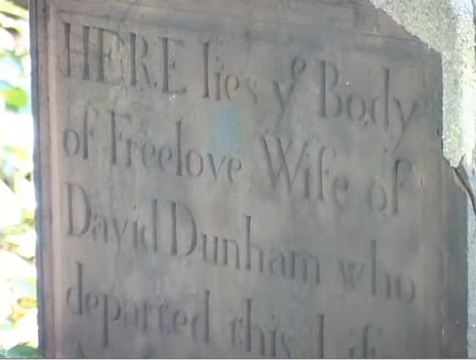 HERE lies yᵉ Body
of Freelove Wife of
David Dunham who
departed this Life